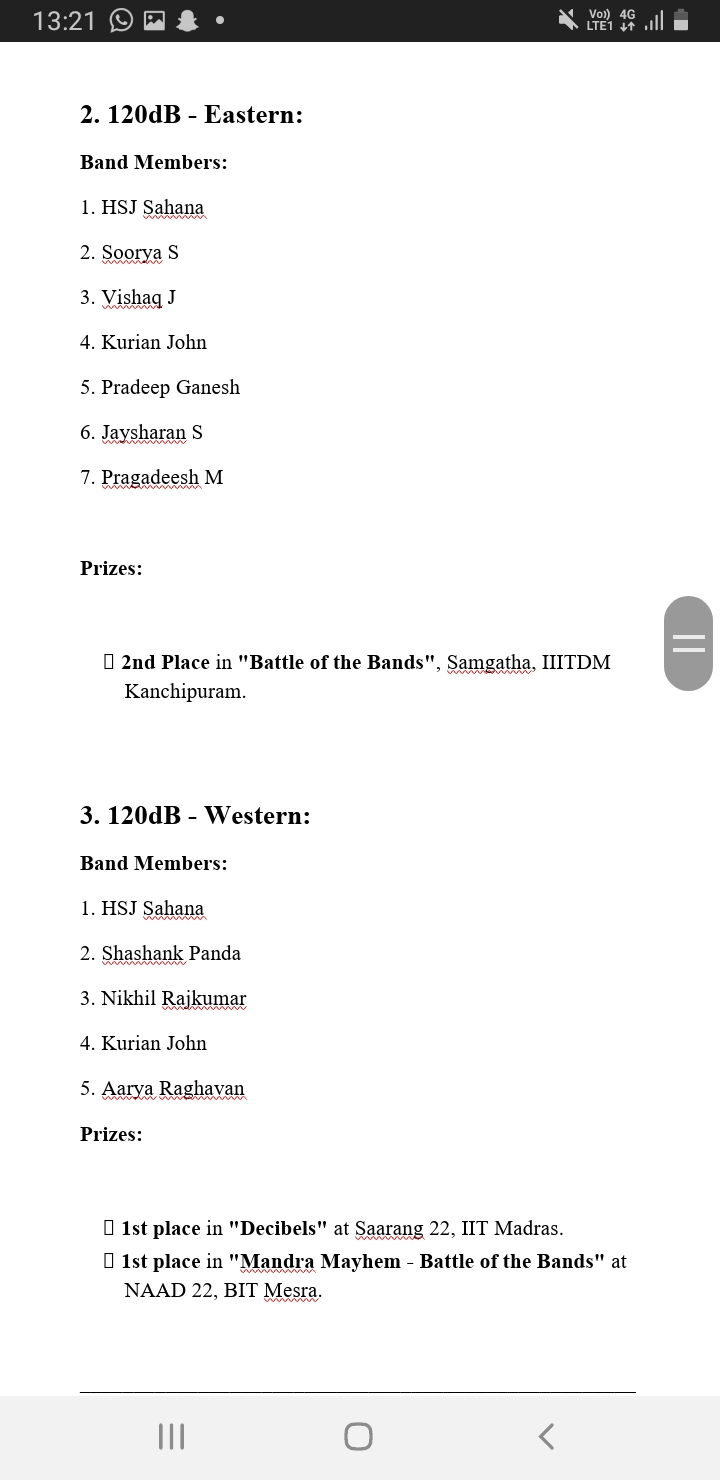 13:21
Vo)) 4G
LTE1
2. 120dB - Eastern:
Band Members:
1. HSJ Sahana
2. Soorya S
3. Vishaq J
4. Kurian John
5. Pradeep Ganesh
6. Jaysharan S
7. Pragadeesh M
Prizes:
2nd Place in "Battle of the Bands", Samgatha, IIITDM
Kanchipuram.
3. 120dB - Western:
Band Members:
1. HSJ Sahana
2. Shashank Panda
3. Nikhil Rajkumar
4. Kurian John
5. Aarya Raghavan
Prizes:
1st place in "Decibels" at Saarang 22, IIT Madras.
1st place in "Mandra Mayhem - Battle of the Bands" at
NAAD 22, BIT Mesra.